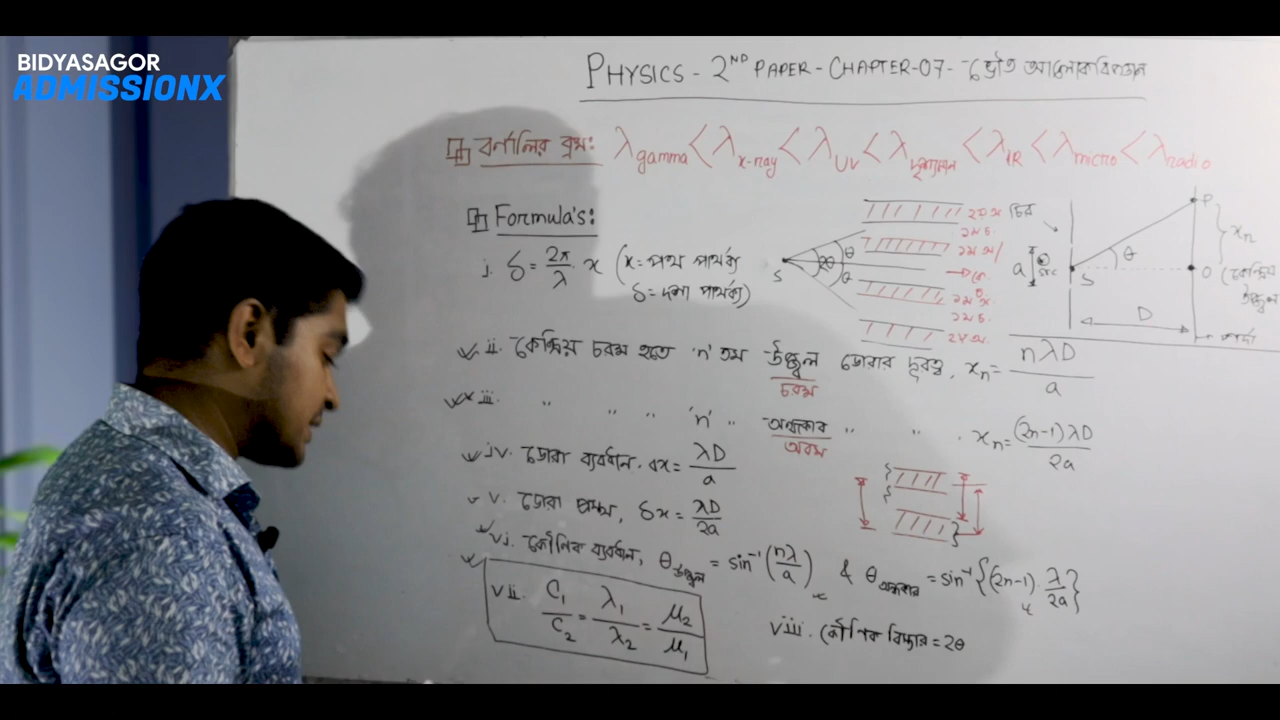 BIDYASAGOR
ADMISSIONX
PHYSICS - 2ND PAPER - CHAPTER-07 - ভৌত আলোকবিজ্ঞান
বর্ণালির ক্রম: λgamma < λx-ray < λUV < λদৃশ্যমান < λIR < λmicro < λradio
Formula's:
i. δ = 2π/λ x (x = পথ পার্থক্য
δ = দশা পার্থক্য)
S 2θ θ θ
চির
a S D P O xn θ
(কেন্দ্রিয় উজ্জ্বল
পর্দা
ii. কেন্দ্রিয় চরম হতে 'n' তম উজ্জ্বল ডোরার দূরত্ব, xn = nλD/a
চরম
iii. " " " 'n' " অন্ধকার " " , xn = (2n-1)λD/2a
অবম
iv. ডোরা ব্যবধান, Δx = λD/a
v. ডোরা প্রস্থ, δx = λD/2a
vi. কৌণিক ব্যবধান, θউজ্জ্বল = sin⁻¹(nλ/a) & θঅন্ধকার = sin⁻¹{(2n-1) λ/2a}
vii. C₁/C₂ = λ₁/λ₂ = μ₂/μ₁
viii. কৌণিক বিস্তার = 2θ